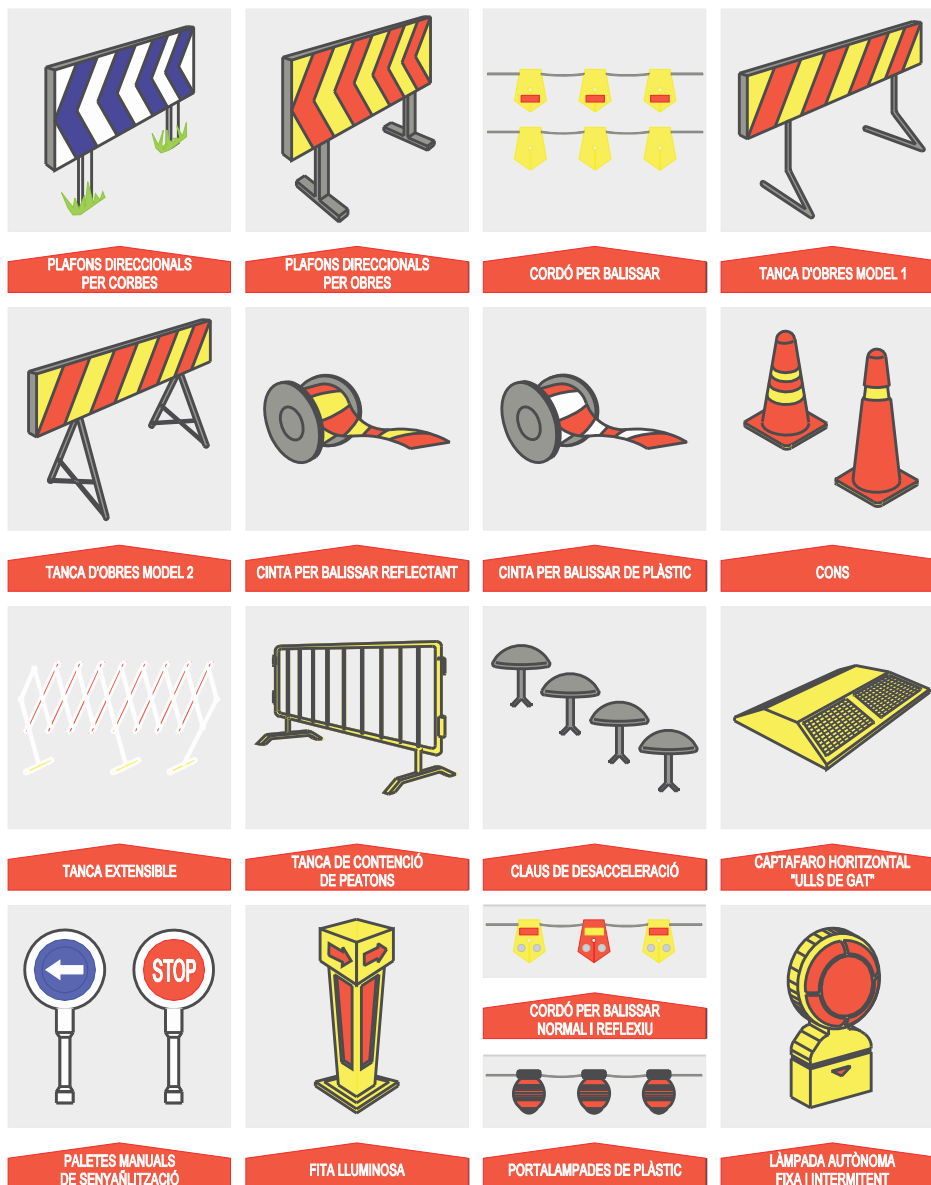 PLAFONS DIRECCIONALS
PER CORBES
PLAFONS DIRECCIONALS
PER OBRES
CORDÓ PER BALISSAR
TANCA D'OBRES MODEL 1
TANCA D'OBRES MODEL 2
CINTA PER BALISSAR REFLECTANT
CINTA PER BALISSAR DE PLÀSTIC
CONS
TANCA EXTENSIBLE
TANCA DE CONTENCIÓ
DE PEATONS
CLAUS DE DESACCELERACIÓ
CAPTAFARO HORITZONTAL
"ULLS DE GAT"
STOP
CORDÓ PER BALISSAR
NORMAL I REFLEXIU
PALETES MANUALS
DE SENYAÑLITZACIÓ
FITA LLUMINOSA
PORTALAMPADES DE PLÀSTIC
LÀMPADA AUTÒNOMA
FIXA I INTERMITENT